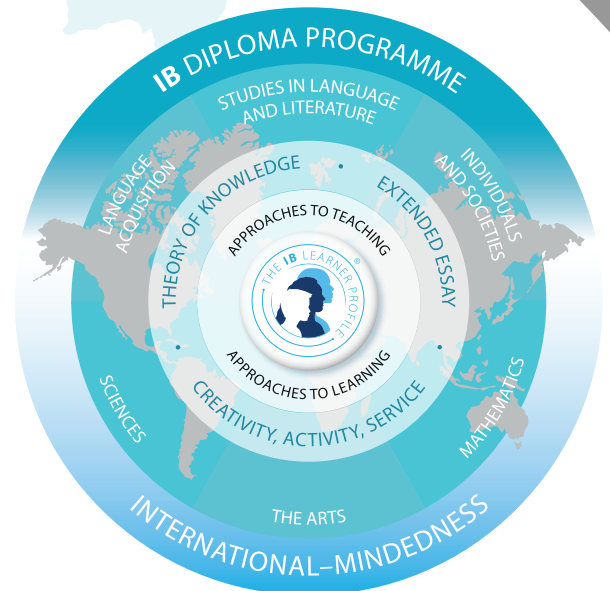 IB DIPLOMA PROGRAMME
STUDIES IN LANGUAGE
AND LITERATURE
LANGUAGE
ACQUISITION
INDIVIDUALS
AND SOCIETIES
THEORY OF KNOWLEDGE
EXTENDED ESSAY
APPROACHES TO TEACHING
THE IB LEARNER PROFILE
®
APPROACHES TO LEARNING
CREATIVITY, ACTIVITY, SERVICE
SCIENCES
MATHEMATICS
THE ARTS
INTERNATIONAL–MINDEDNESS